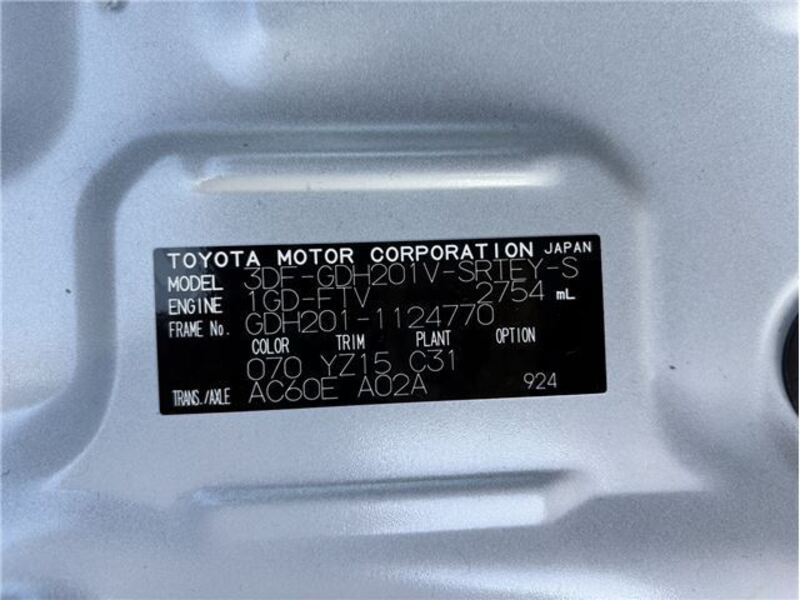 TOYOTA MOTOR CORPORATION JAPAN
MODEL 3DF-GDH201V-SRTEY-S
ENGINE 1GD-FTV 2754 mL
FRAME No. GDH201-1124770
COLOR TRIM PLANT OPTION
070 YZ15 C31
TRANS./AXLE AC60E A02A 924